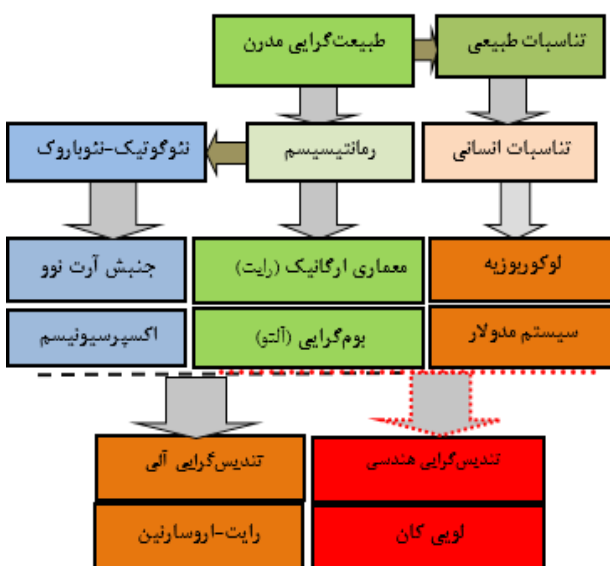 تناسبات طبیعی
طبیعت‌گرایی مدرن
تناسبات انسانی
رمانتیسیسم
نئوگوتیک-نئوباروک
لوکوربوزیه
معماری ارگانیک (رایت)
جنبش آرت نوو
سیستم مدولار
بوم‌گرایی (آلتو)
اکسپرسیونیسم
تندیس‌گرایی هندسی
تندیس‌گرایی آلی
لویی کان
رایت-اروسارنین